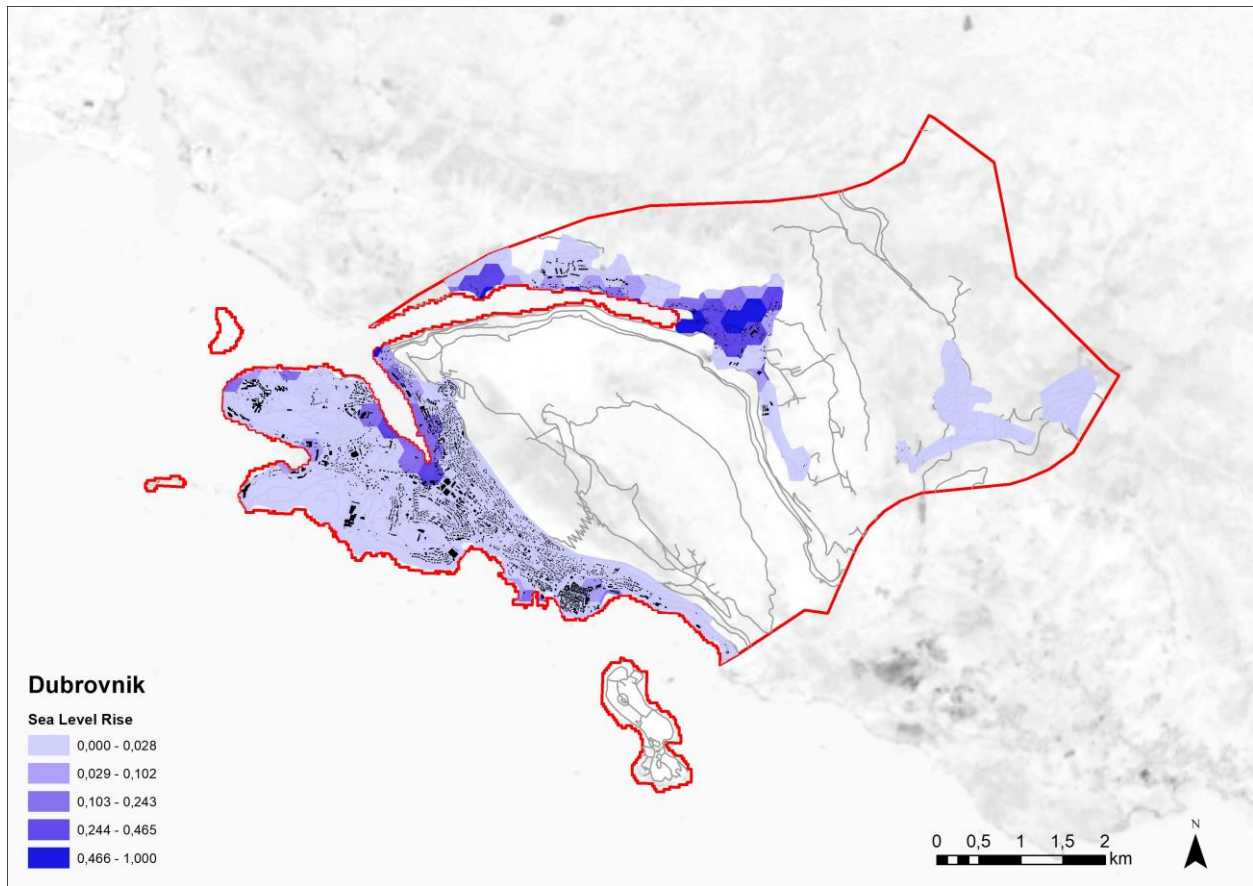 Dubrovnik
Sea Level Rise
0,000 - 0,028
0,029 - 0,102
0,103 - 0,243
0,244 - 0,465
0,466 - 1,000
N
0 0,5 1 1,5 2
km